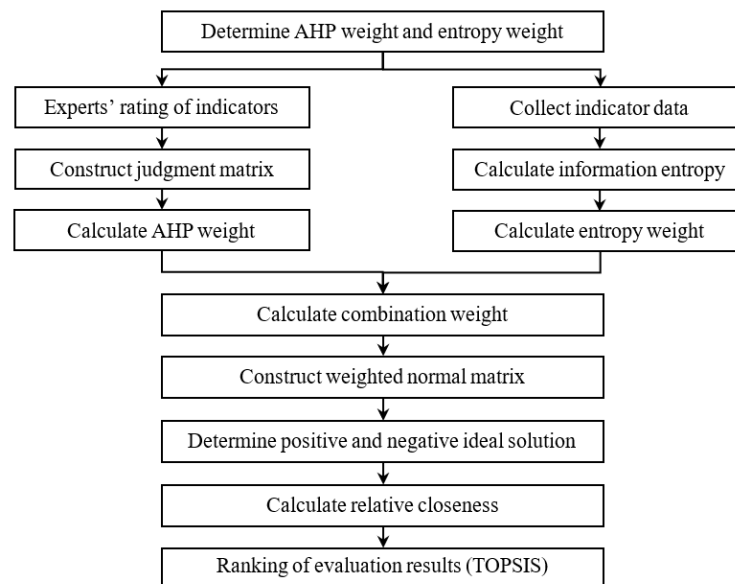 Determine AHP weight and entropy weight
Experts' rating of indicators
Collect indicator data
Construct judgment matrix
Calculate information entropy
Calculate AHP weight
Calculate entropy weight
Calculate combination weight
Construct weighted normal matrix
Determine positive and negative ideal solution
Calculate relative closeness
Ranking of evaluation results (TOPSIS)